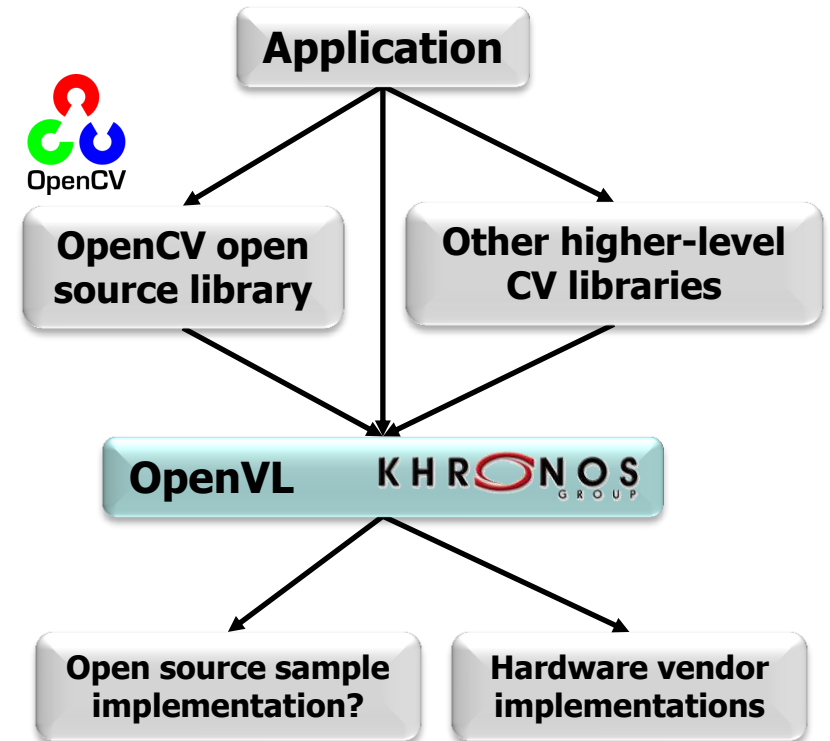 Application
OpenCV
OpenCV open
source library
Other higher-level
CV libraries
OpenVL
KHRONOS
GROUP
Open source sample
implementation?
Hardware vendor
implementations